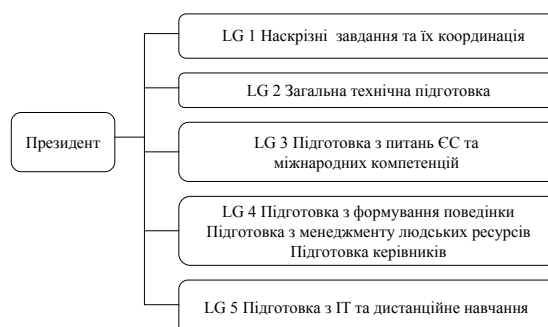 LG 1 Наскрізні завдання та їх координація
LG 2 Загальна технічна підготовка
Президент
LG 3 Підготовка з питань ЄС та
міжнародних компетенцій
LG 4 Підготовка з формування поведінки
Підготовка з менеджменту людських ресурсів
Підготовка керівників
LG 5 Підготовка з ІТ та дистанційне навчання